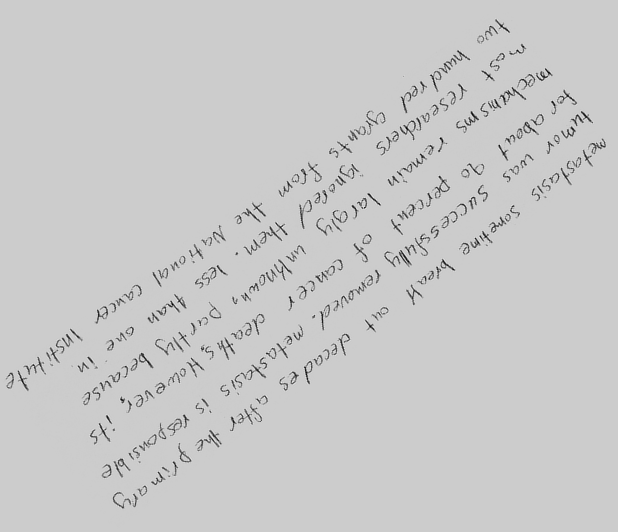 metastasis sometime break out decades after the primary
tumor was successfully removed. metastasis is responsible
for about 90 percent of cancer deaths, However, its
mechanisms remain largly unknown, partly because
most researchers ignored them. less than one in
two hundred grants from the National cancer Institute